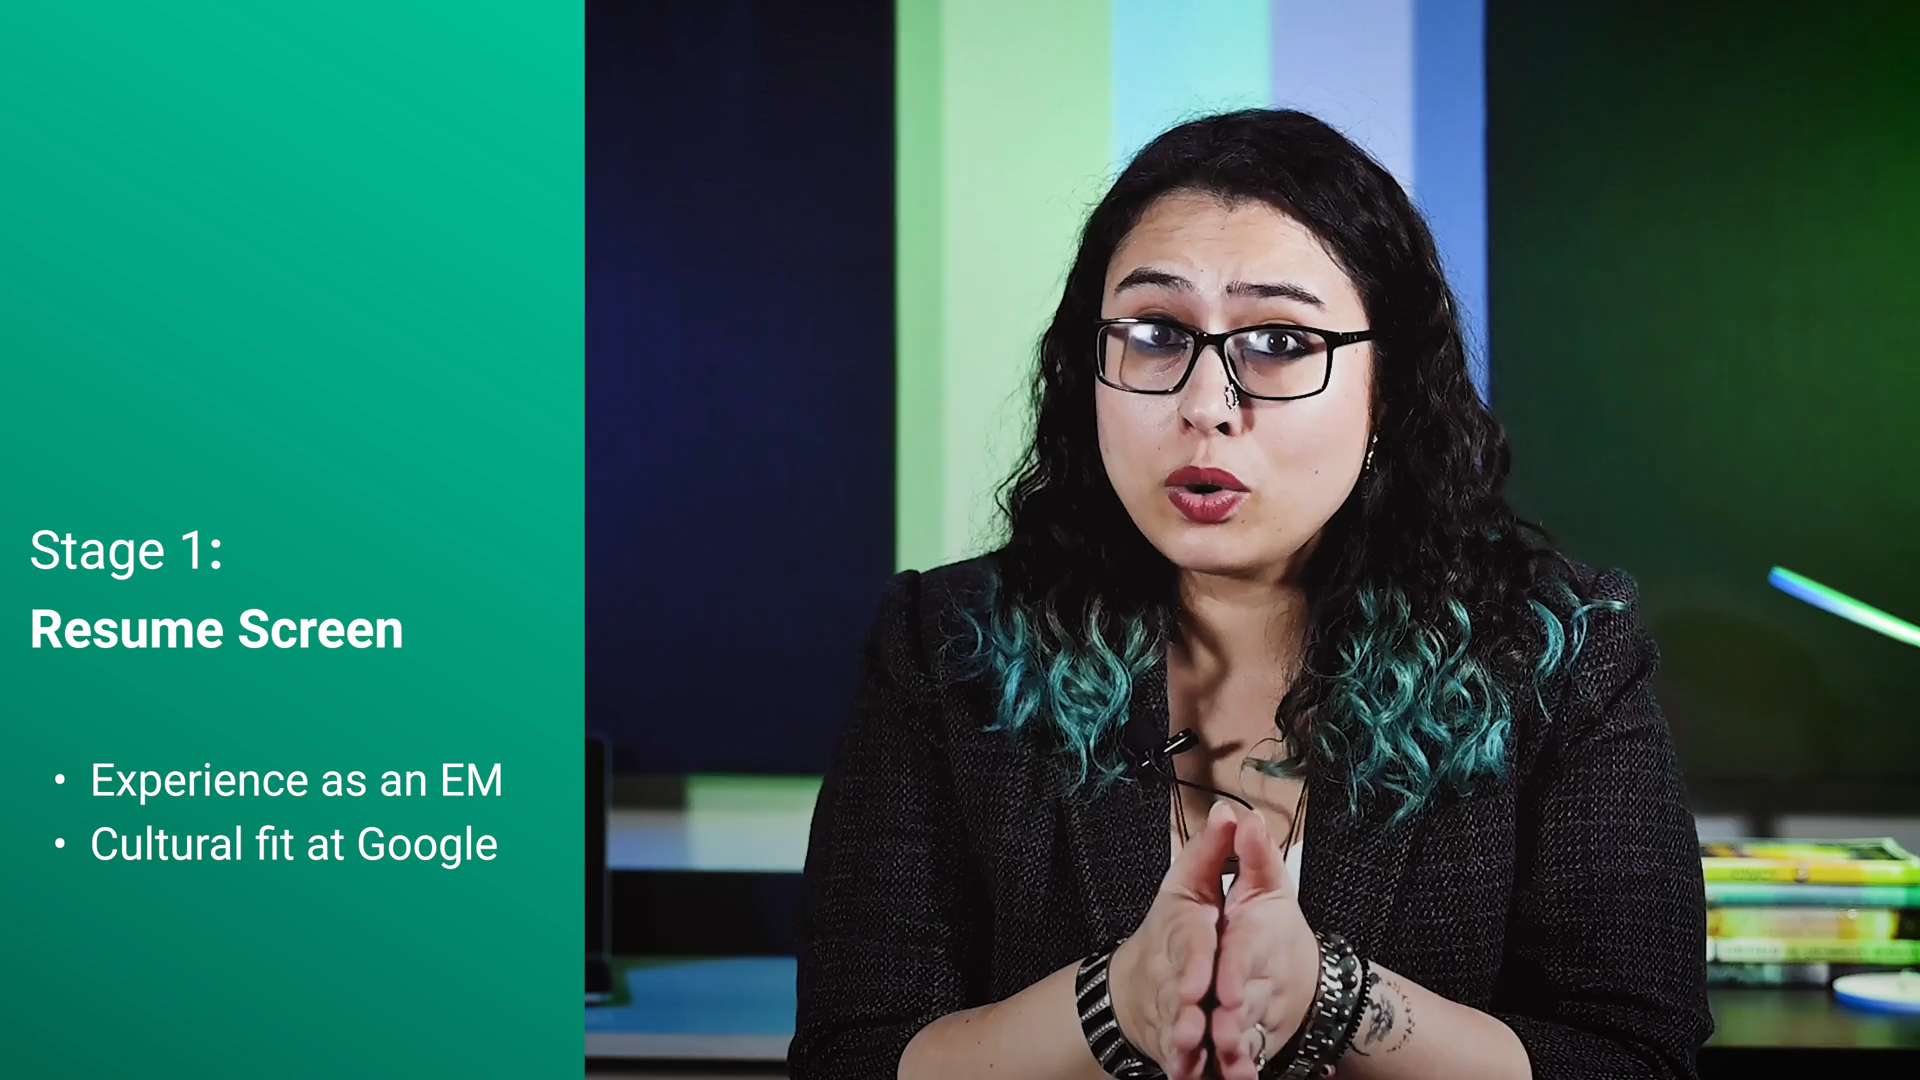 Stage 1:
Resume Screen
• Experience as an EM
• Cultural fit at Google